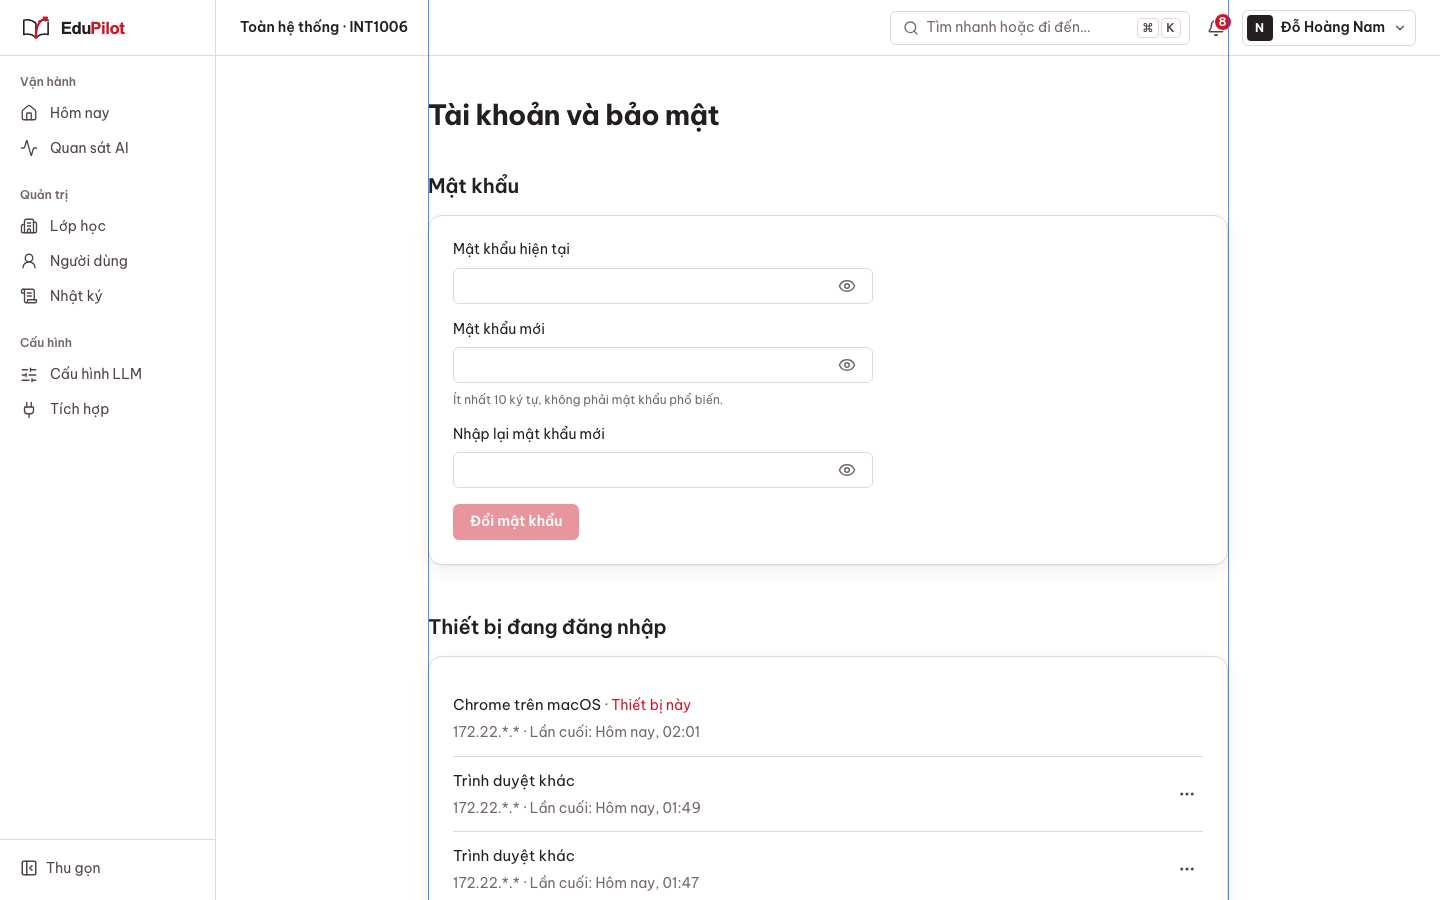 EduPilot
Toàn hệ thống · INT1006
Tìm nhanh hoặc đi đến...
⌘ K
8
N
Đỗ Hoàng Nam
Vận hành
Hôm nay
Quan sát AI
Quản trị
Lớp học
Người dùng
Nhật ký
Cấu hình
Cấu hình LLM
Tích hợp
Thu gọn
Tài khoản và bảo mật
Mật khẩu
Mật khẩu hiện tại
Mật khẩu mới
Ít nhất 10 ký tự, không phải mật khẩu phổ biến.
Nhập lại mật khẩu mới
Đổi mật khẩu
Thiết bị đang đăng nhập
Chrome trên macOS · Thiết bị này
172.22.*.* · Lần cuối: Hôm nay, 02:01
Trình duyệt khác
172.22.*.* · Lần cuối: Hôm nay, 01:49
Trình duyệt khác
172.22.*.* · Lần cuối: Hôm nay, 01:47